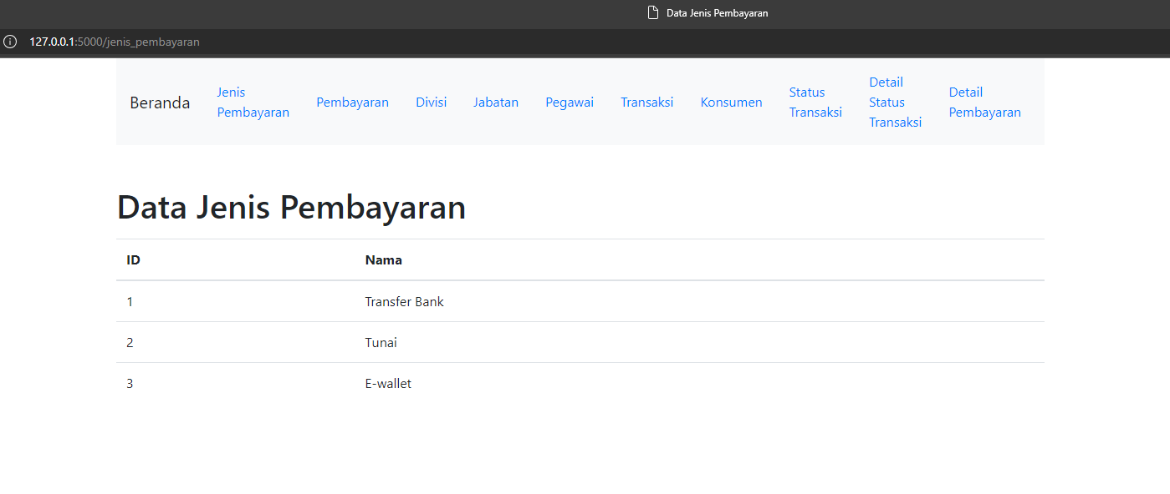 Data Jenis Pembayaran
127.0.0.1:5000/jenis_pembayaran
Beranda
Jenis
Pembayaran
Pembayaran
Divisi
Jabatan
Pegawai
Transaksi
Konsumen
Status
Transaksi
Detail
Status
Transaksi
Detail
Pembayaran
Data Jenis Pembayaran
ID Nama
1 Transfer Bank
2 Tunai
3 E-wallet